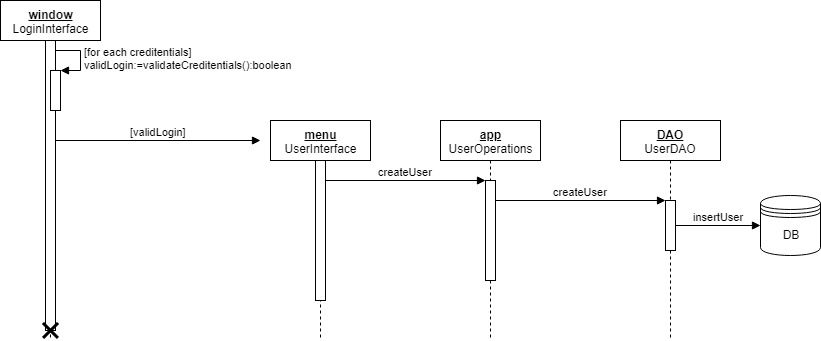 window
LoginInterface
[for each creditentials]
validLogin:=validateCreditentials():boolean
[validLogin]
menu
UserInterface
app
UserOperations
DAO
UserDAO
createUser
createUser
insertUser
DB